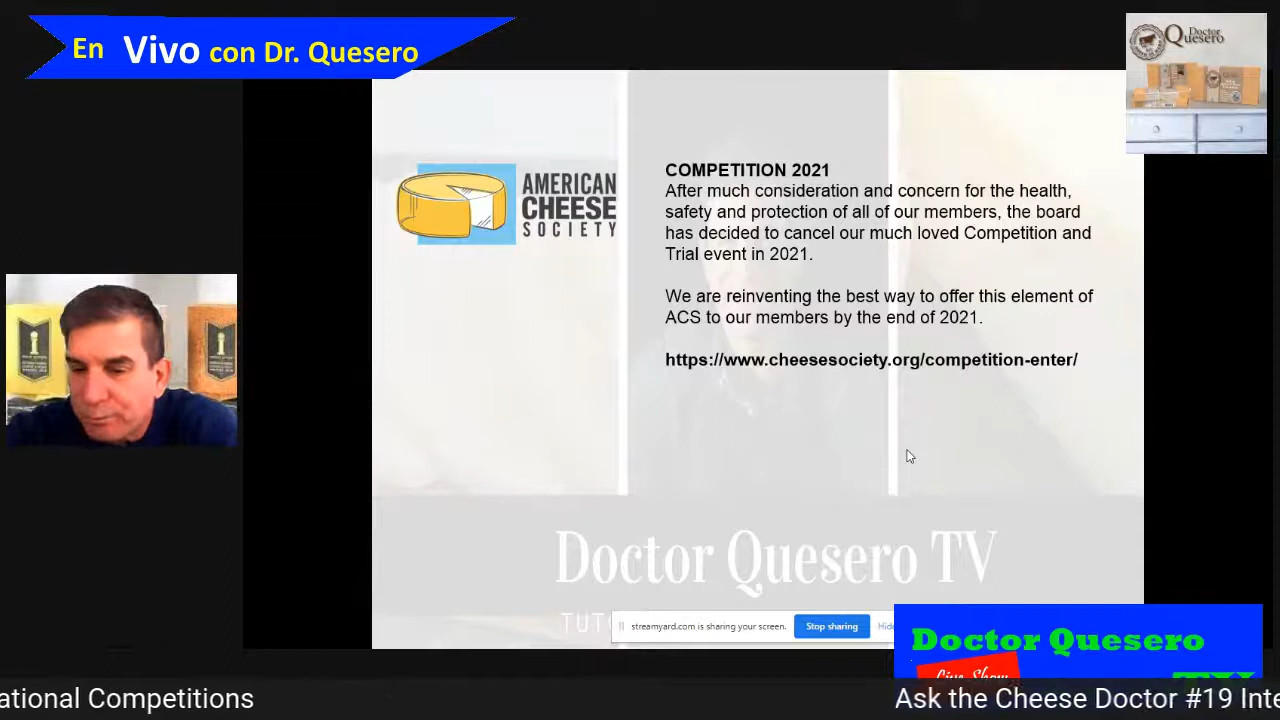 En Vivo con Dr. Quesero
Doctor
Quesero
COMPETITION 2021
After much consideration and concern for the health,
safety and protection of all of our members, the board
has decided to cancel our much loved Competition and
Trial event in 2021.
We are reinventing the best way to offer this element of
ACS to our members by the end of 2021.
https://www.cheesesociety.org/competition-enter/
AMERICAN
CHEESE
SOCIETY
Doctor Quesero TV
streamyard.com is sharing your screen.
Stop sharing
Hide
Doctor Quesero
Live Show
TV
ational Competitions
Ask the Cheese Doctor #19 Inte